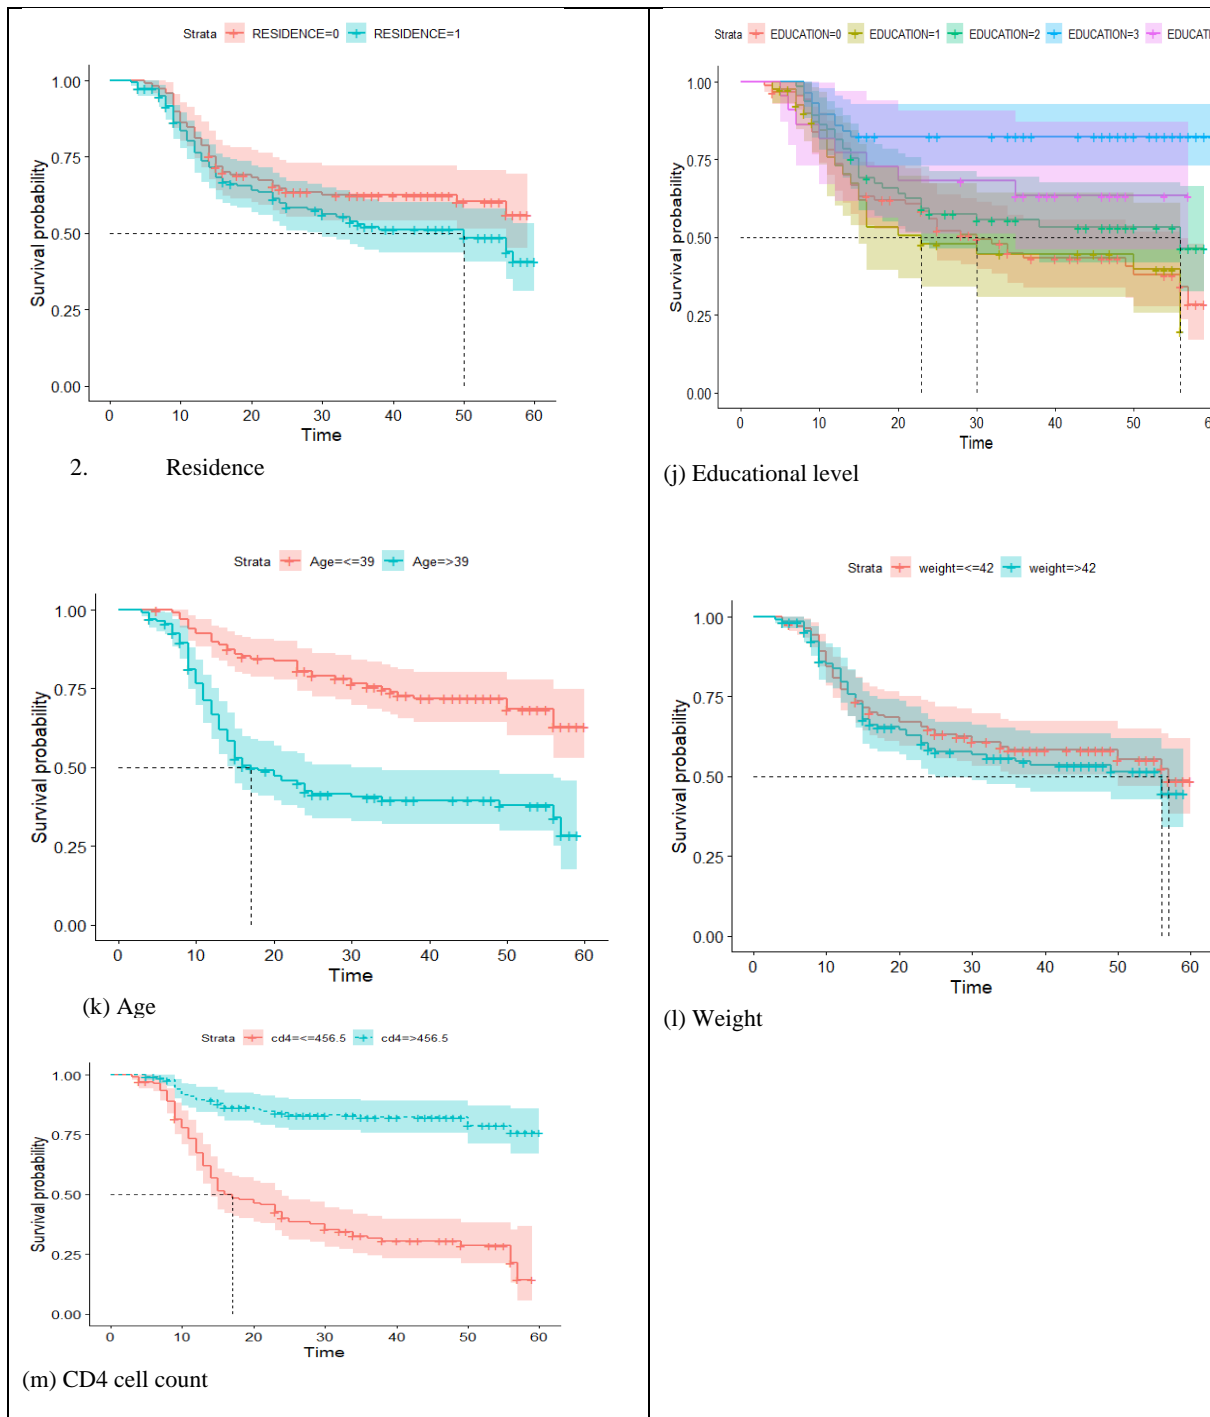 Strata RESIDENCE=0 RESIDENCE=1
1.00
0.75
0.50
0.25
0.00
Survival probability
0 10 20 30 40 50 60
Time
2. Residence
Strata EDUCATION=0 EDUCATION=1 EDUCATION=2 EDUCATION=3 EDUCATI
1.00
0.75
0.50
0.25
0.00
Survival probability
0 10 20 30 40 50 60
Time
(j) Educational level
Strata Age=<=39 Age=>39
1.00
0.75
0.50
0.25
0.00
Survival probability
0 10 20 30 40 50 60
Time
(k) Age
Strata weight=<=42 weight=>42
1.00
0.75
0.50
0.25
0.00
Survival probability
0 10 20 30 40 50 60
Time
(l) Weight
Strata cd4=<=456.5 cd4=>456.5
1.00
0.75
0.50
0.25
0.00
Survival probability
0 10 20 30 40 50 60
Time
(m) CD4 cell count